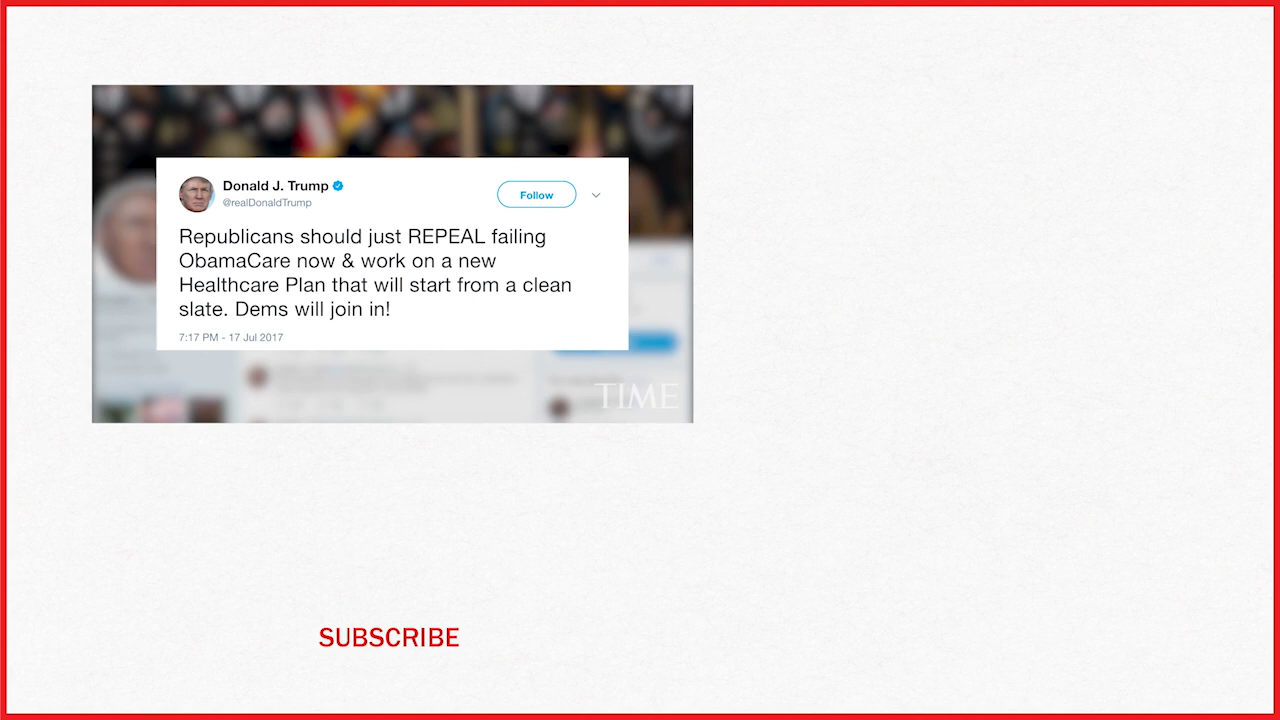 Donald J. Trump
@realDonaldTrump
Follow
Republicans should just REPEAL failing
ObamaCare now & work on a new
Healthcare Plan that will start from a clean
slate. Dems will join in!
7:17 PM - 17 Jul 2017
TIME
SUBSCRIBE